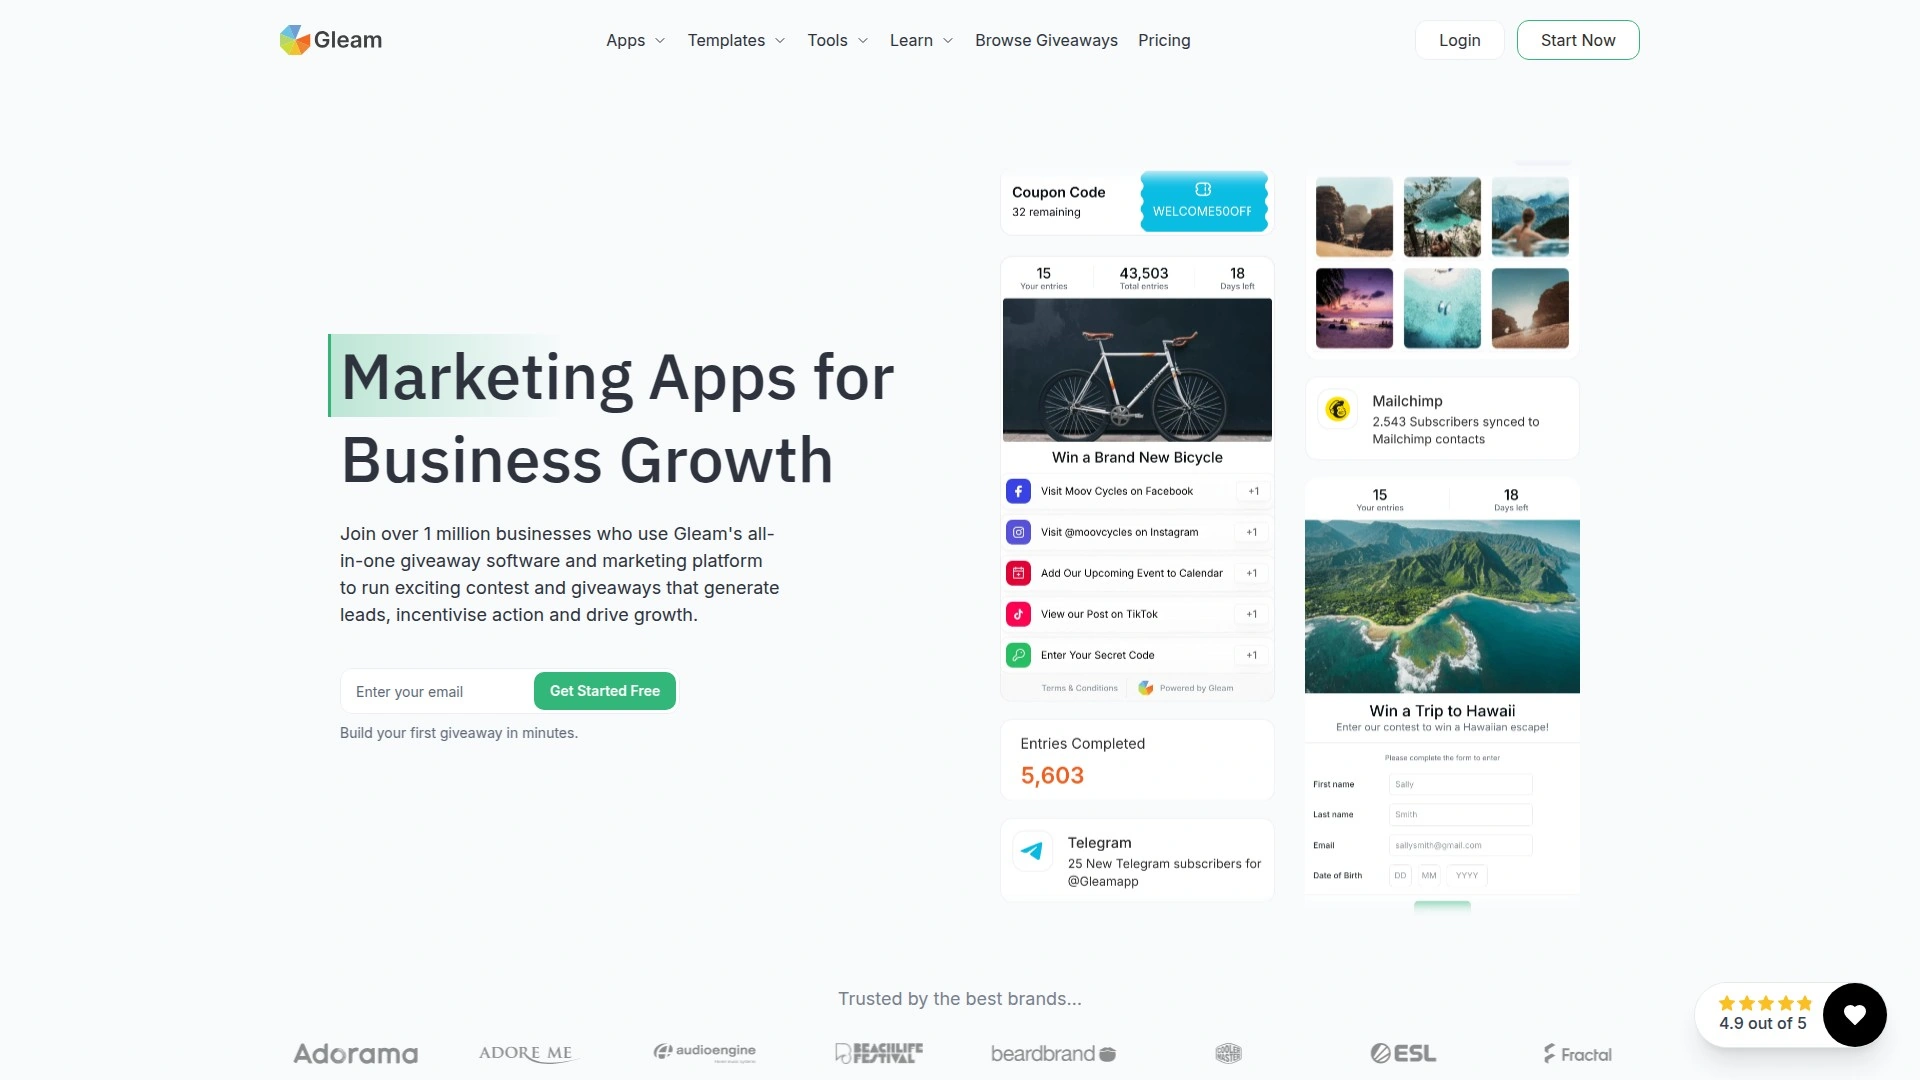 Gleam
Apps
Templates
Tools
Learn
Browse Giveaways
Pricing
Login
Start Now
Marketing Apps for
Business Growth
Join over 1 million businesses who use Gleam's all-
in-one giveaway software and marketing platform
to run exciting contest and giveaways that generate
leads, incentivise action and drive growth.
Enter your email
Get Started Free
Build your first giveaway in minutes.
Coupon Code
32 remaining
WELCOME50OFF
15
Your entries
43,503
Total entries
18
Days left
Win a Brand New Bicycle
Visit Moov Cycles on Facebook +1
Visit @moovcycles on Instagram +1
Add Our Upcoming Event to Calendar +1
View our Post on TikTok +1
Enter Your Secret Code +1
Terms & Conditions
Powered by Gleam
Entries Completed
5,603
Telegram
25 New Telegram subscribers for
@Gleamapp
Mailchimp
2.543 Subscribers synced to
Mailchimp contacts
15
Your entries
18
Days left
Win a Trip to Hawaii
Enter our contest to win a Hawaiian escape!
Please complete the form to enter
First name Sally
Last name Smith
Email sallysmith@gmail.com
Date of Birth DD MM YYYY
Trusted by the best brands...
Adorama
ADORE ME
audioengine
BEACHLIFE
FESTIVAL
beardbrand
COOLER
MASTER
ESL
Fractal
4.9 out of 5